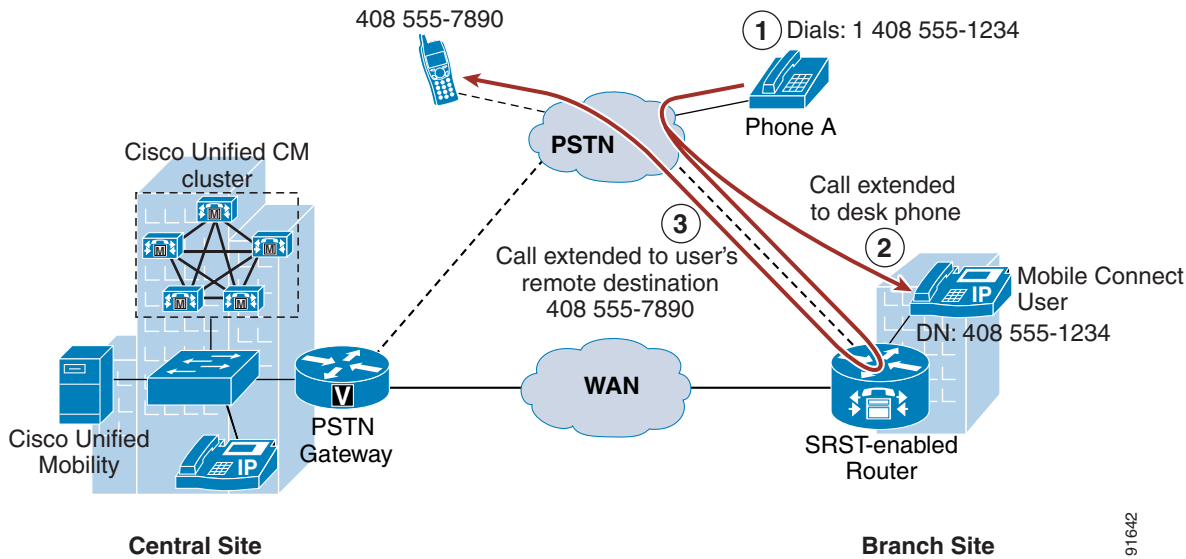 408 555-7890
1 Dials: 1 408 555-1234
Phone A
PSTN
Cisco Unified CM
cluster
M
M
M
M
M
Call extended
to desk phone
2
3
Call extended to user's
remote destination
408 555-7890
IP
Mobile Connect
User
DN: 408 555-1234
WAN
V
PSTN
Gateway
Cisco Unified
Mobility
IP
SRST-enabled
Router
Central Site
Branch Site
91642